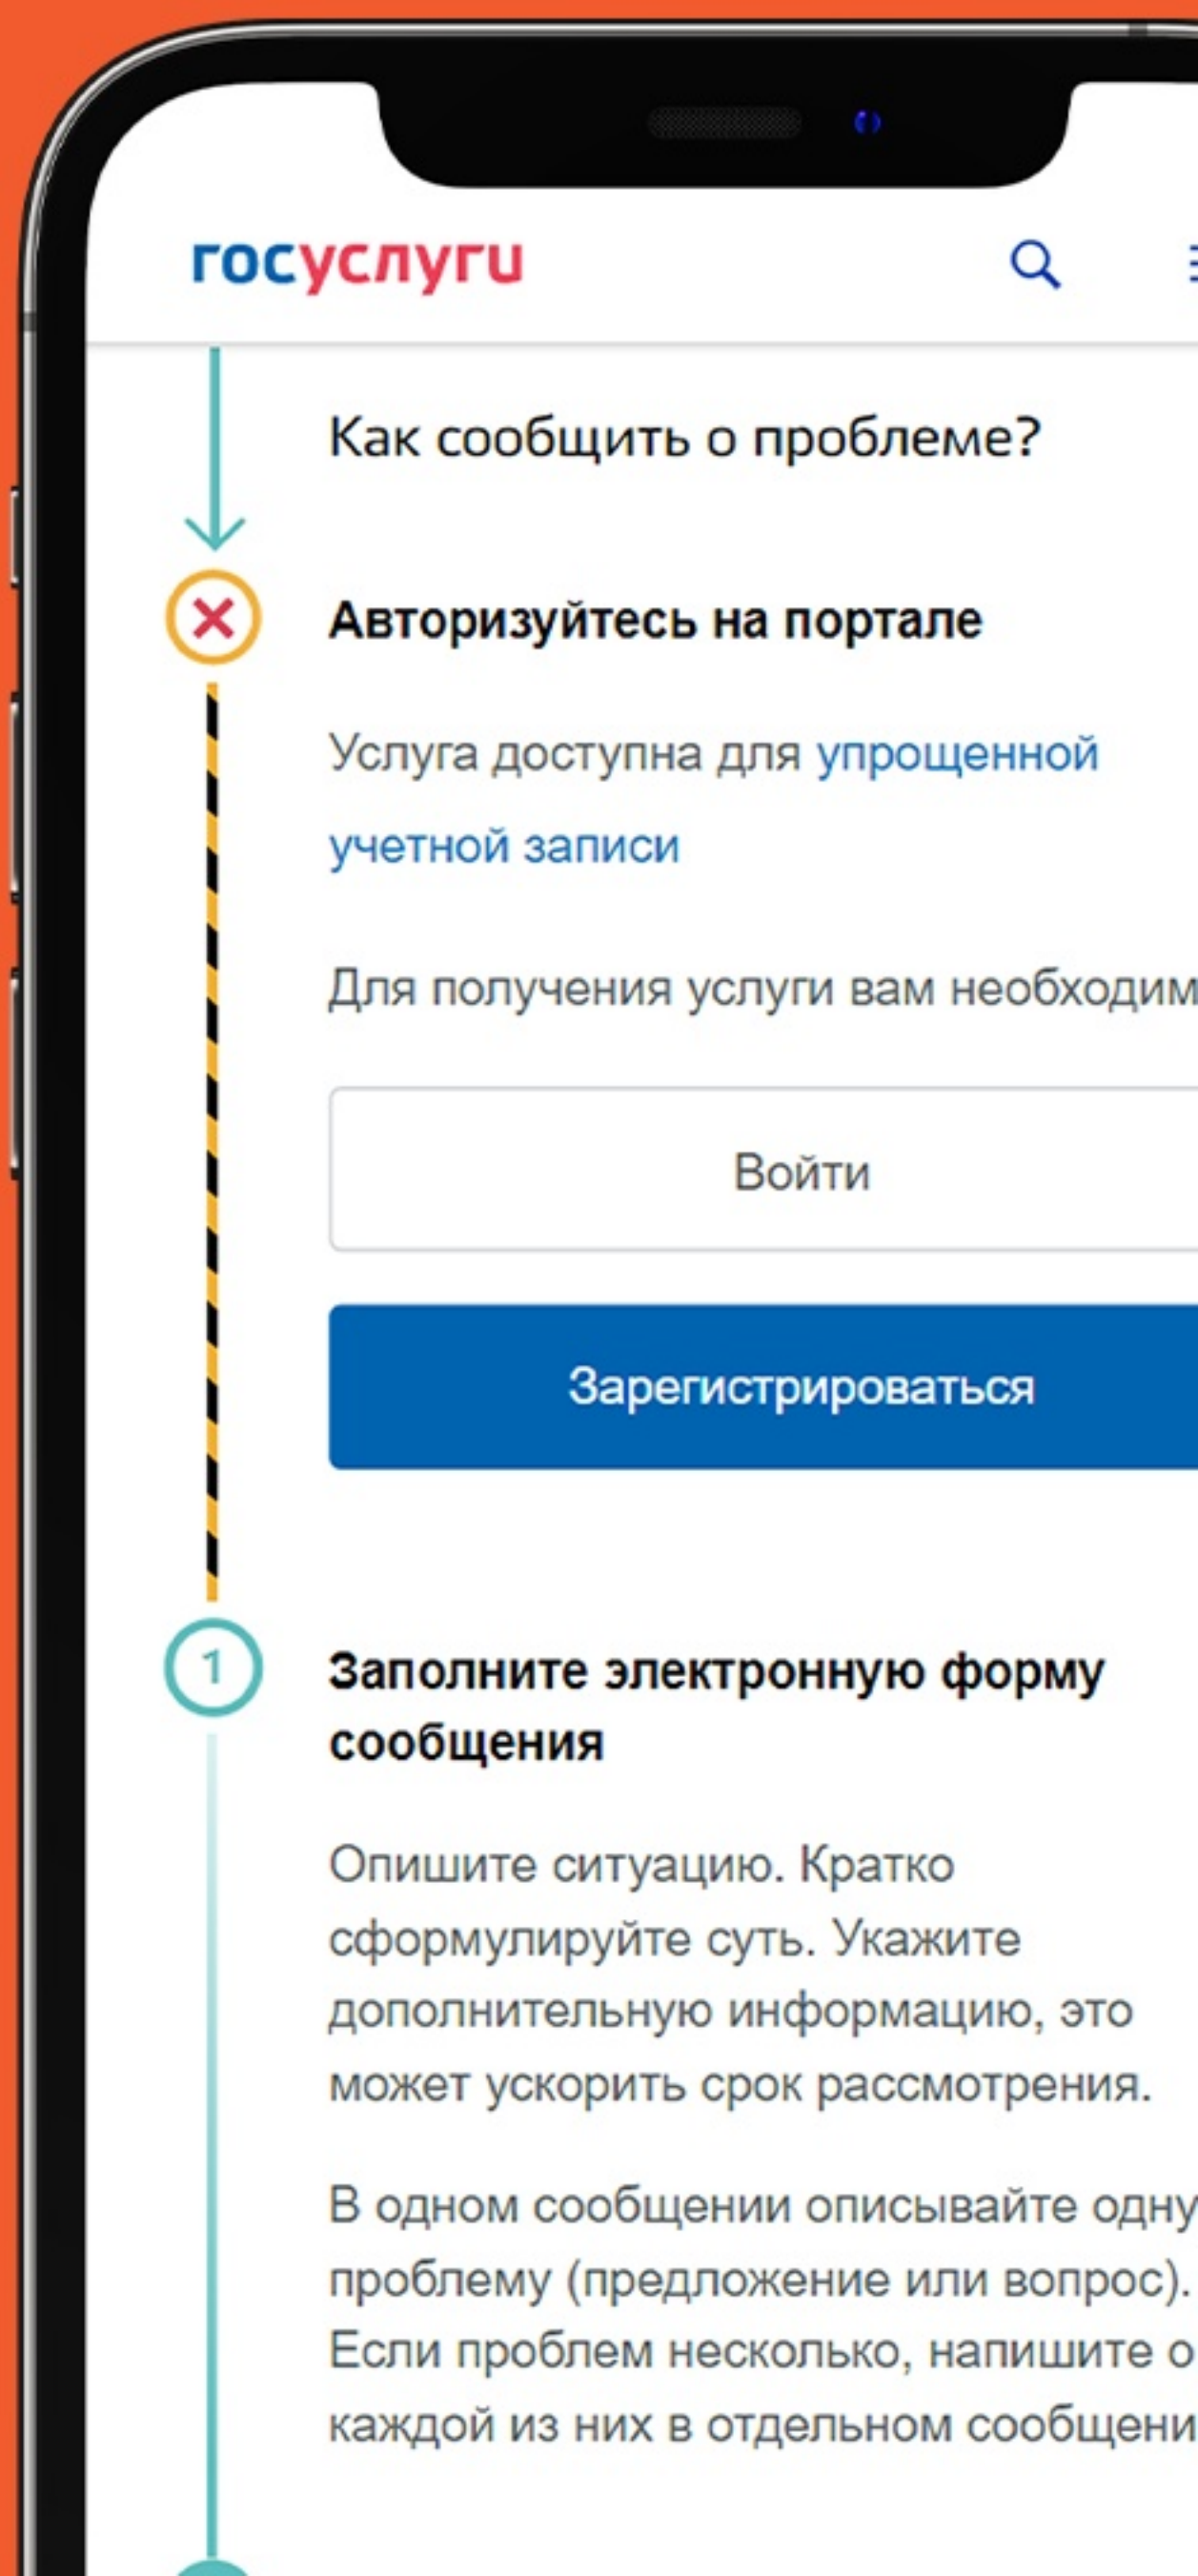 госуслуги
Как сообщить о проблеме?
Авторизуйтесь на портале
Услуга доступна для упрощенной
учетной записи
Для получения услуги вам необходим
Войти
Зарегистрироваться
1
Заполните электронную форму
сообщения
Опишите ситуацию. Кратко
сформулируйте суть. Укажите
дополнительную информацию, это
может ускорить срок рассмотрения.
В одном сообщении описывайте одну
проблему (предложение или вопрос).
Если проблем несколько, напишите о
каждой из них в отдельном сообщени